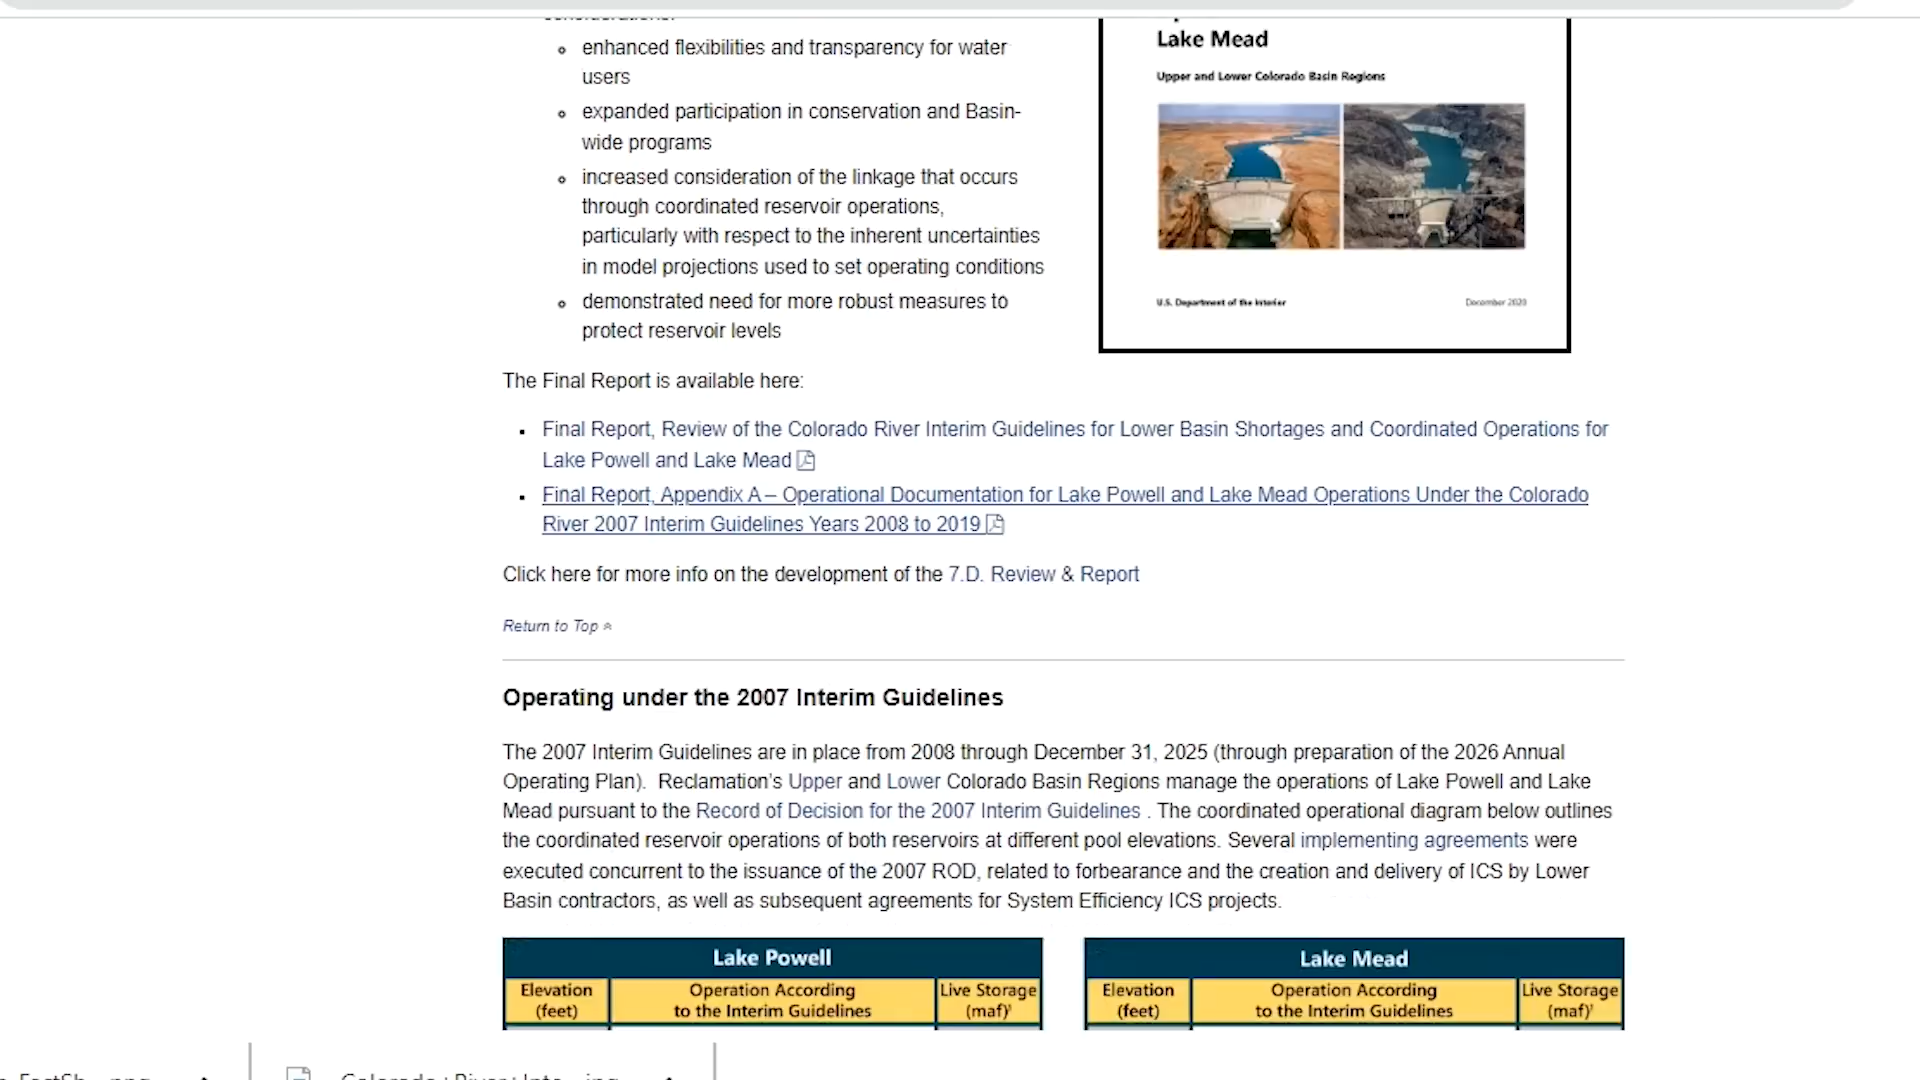 enhanced flexibilities and transparency for water
users
expanded participation in conservation and Basin-
wide programs
increased consideration of the linkage that occurs
through coordinated reservoir operations,
particularly with respect to the inherent uncertainties
in model projections used to set operating conditions
demonstrated need for more robust measures to
protect reservoir levels
Lake Mead
Upper and Lower Colorado Basin Regions
U.S. Department of the Interior
December 2020
The Final Report is available here:
Final Report, Review of the Colorado River Interim Guidelines for Lower Basin Shortages and Coordinated Operations for
Lake Powell and Lake Mead
Final Report, Appendix A – Operational Documentation for Lake Powell and Lake Mead Operations Under the Colorado
River 2007 Interim Guidelines Years 2008 to 2019
Click here for more info on the development of the 7.D. Review & Report
Return to Top
Operating under the 2007 Interim Guidelines
The 2007 Interim Guidelines are in place from 2008 through December 31, 2025 (through preparation of the 2026 Annual
Operating Plan). Reclamation's Upper and Lower Colorado Basin Regions manage the operations of Lake Powell and Lake
Mead pursuant to the Record of Decision for the 2007 Interim Guidelines . The coordinated operational diagram below outlines
the coordinated reservoir operations of both reservoirs at different pool elevations. Several implementing agreements were
executed concurrent to the issuance of the 2007 ROD, related to forbearance and the creation and delivery of ICS by Lower
Basin contractors, as well as subsequent agreements for System Efficiency ICS projects.
Lake Powell
Elevation
(feet)
Operation According
to the Interim Guidelines
Live Storage
(maf)¹
Lake Mead
Elevation
(feet)
Operation According
to the Interim Guidelines
Live Storage
(maf)¹